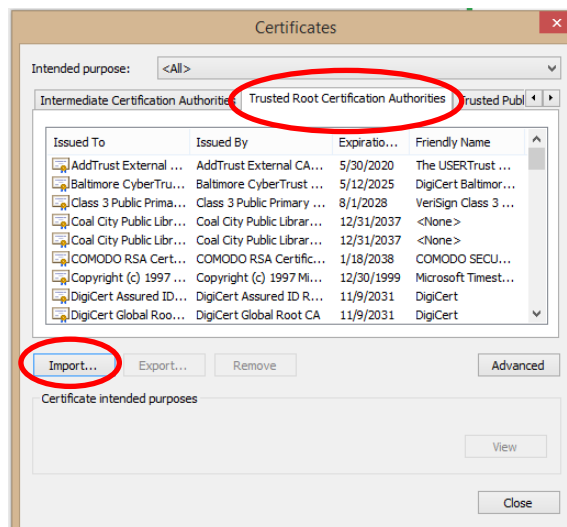 Certificates
Intended purpose: <All>
Intermediate Certification Authorities Trusted Root Certification Authorities Trusted Publ
Issued To Issued By Expiratio... Friendly Name
AddTrust External ... AddTrust External CA... 5/30/2020 The USERTrust ...
Baltimore CyberTru... Baltimore CyberTrust ... 5/12/2025 DigiCert Baltimor...
Class 3 Public Prima... Class 3 Public Primary ... 8/1/2028 VeriSign Class 3 ...
Coal City Public Libr... Coal City Public Librar... 12/31/2037 <None>
Coal City Public Libr... Coal City Public Librar... 12/31/2037 <None>
COMODO RSA Cert... COMODO RSA Certific... 1/18/2038 COMODO SECU...
Copyright (c) 1997 ... Copyright (c) 1997 Mi... 12/30/1999 Microsoft Timest...
DigiCert Assured ID... DigiCert Assured ID R... 11/9/2031 DigiCert
DigiCert Global Roo... DigiCert Global Root CA 11/9/2031 DigiCert
Import... Export... Remove Advanced
Certificate intended purposes
View
Close